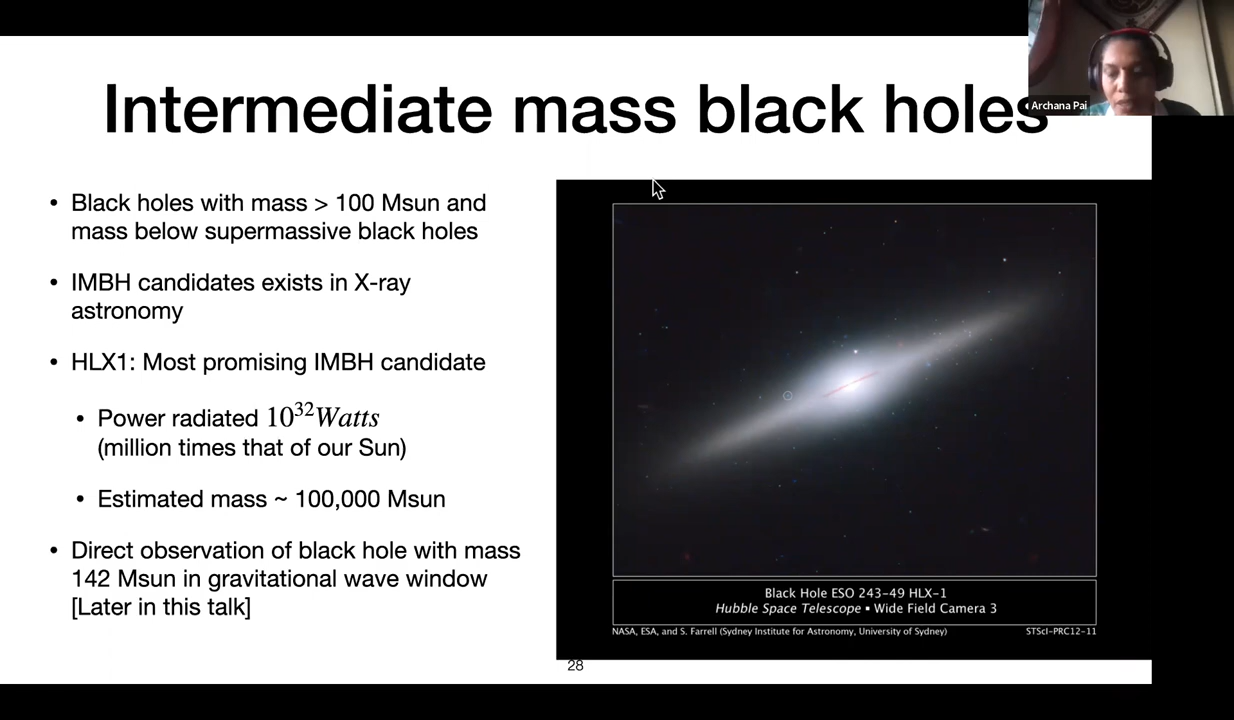 Intermediate mass black holes
Archana Pai
• Black holes with mass > 100 Msun and
mass below supermassive black holes
• IMBH candidates exists in X-ray
astronomy
• HLX1: Most promising IMBH candidate
• Power radiated 10^32 Watts
(million times that of our Sun)
• Estimated mass ~ 100,000 Msun
• Direct observation of black hole with mass
142 Msun in gravitational wave window
[Later in this talk]
Black Hole ESO 243-49 HLX-1
Hubble Space Telescope ▪ Wide Field Camera 3
NASA, ESA, and S. Farrell (Sydney Institute for Astronomy, University of Sydney)
STScI-PRC12-11
28